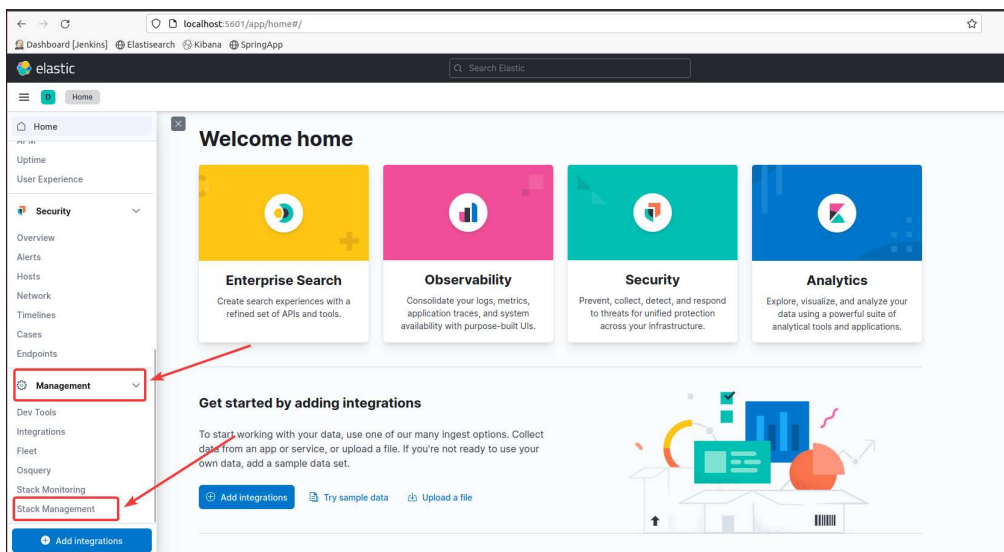 localhost:5601/app/home#/
Dashboard [Jenkins] Elastisearch Kibana SpringApp
elastic
Search Elastic
D Home
Home
APM
Uptime
User Experience
Security
Overview
Alerts
Hosts
Network
Timelines
Cases
Endpoints
Management
Dev Tools
Integrations
Fleet
Osquery
Stack Monitoring
Stack Management
Add integrations
Welcome home
Enterprise Search
Create search experiences with a
refined set of APIs and tools.
Observability
Consolidate your logs, metrics,
application traces, and system
availability with purpose-built UIs.
Security
Prevent, collect, detect, and respond
to threats for unified protection
across your infrastructure.
Analytics
Explore, visualize, and analyze your
data using a powerful suite of
analytical tools and applications.
Get started by adding integrations
To start working with your data, use one of our many ingest options. Collect
data from an app or service, or upload a file. If you're not ready to use your
own data, add a sample data set.
Add integrations Try sample data Upload a file